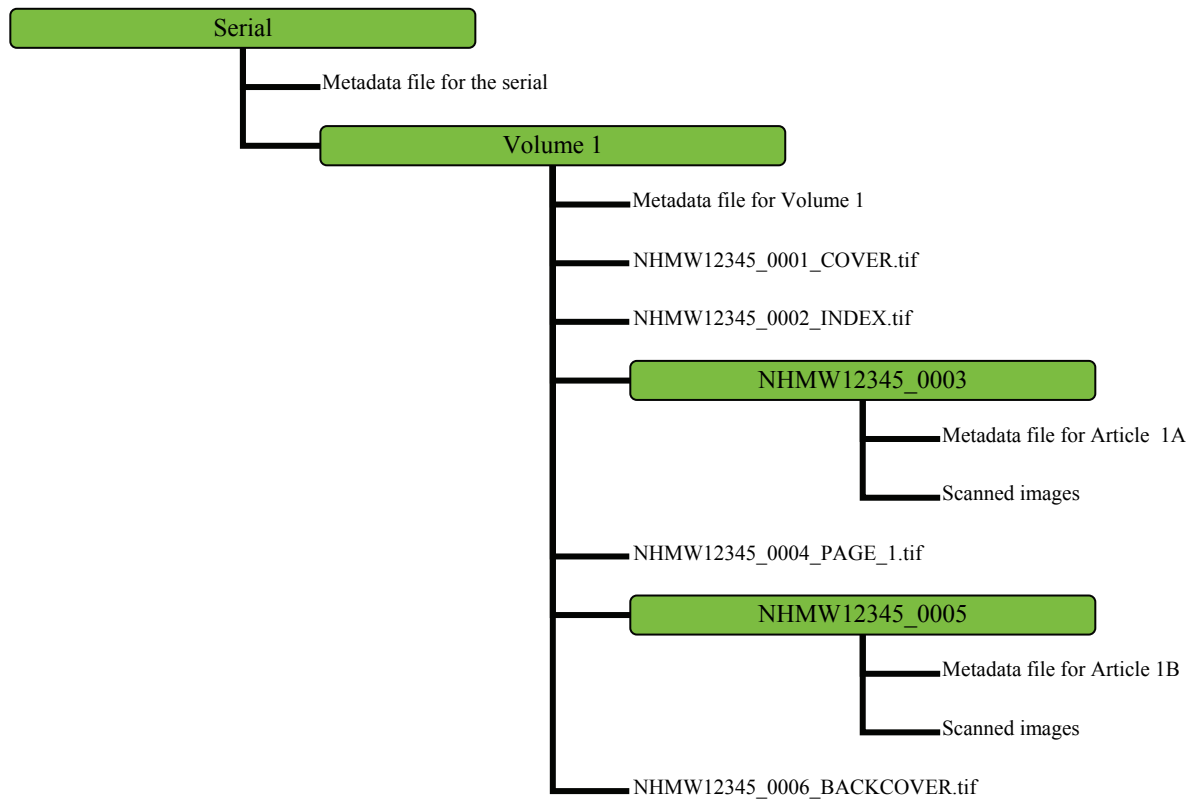 Serial
Metadata file for the serial
Volume 1
Metadata file for Volume 1
NHMW12345_0001_COVER.tif
NHMW12345_0002_INDEX.tif
NHMW12345_0003
Metadata file for Article  1A
Scanned images
NHMW12345_0004_PAGE_1.tif
NHMW12345_0005
Metadata file for Article 1B
Scanned images
NHMW12345_0006_BACKCOVER.tif